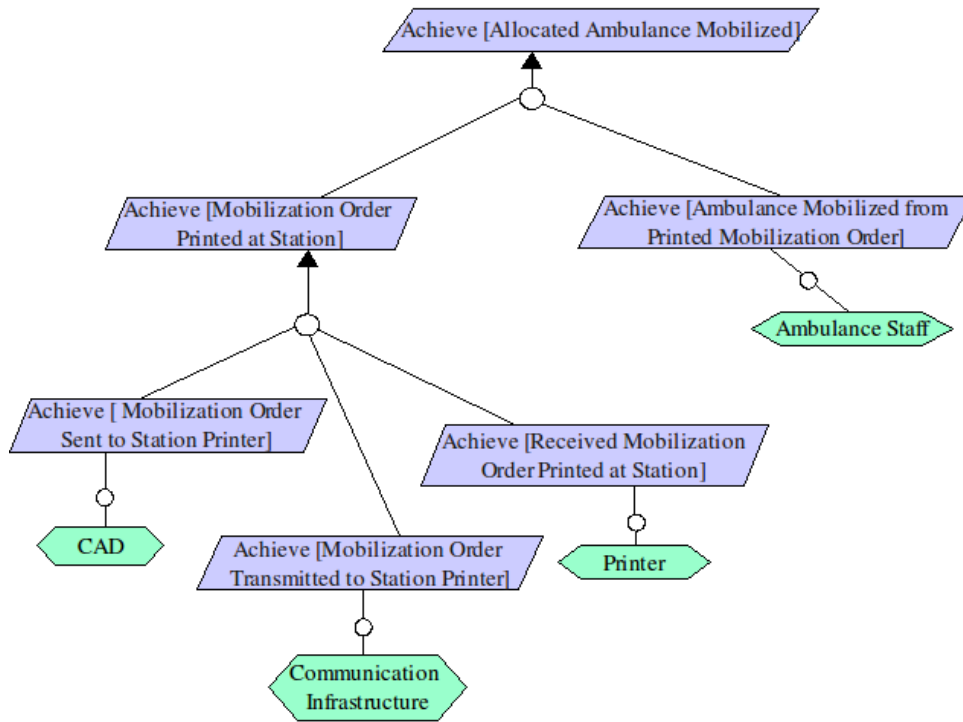 Achieve [Allocated Ambulance Mobilized]
Achieve [Mobilization Order
Printed at Station]
Achieve [Ambulance Mobilized from
Printed Mobilization Order]
Ambulance Staff
Achieve [ Mobilization Order
Sent to Station Printer]
Achieve [Received Mobilization
Order Printed at Station]
CAD
Achieve [Mobilization Order
Transmitted to Station Printer]
Printer
Communication
Infrastructure